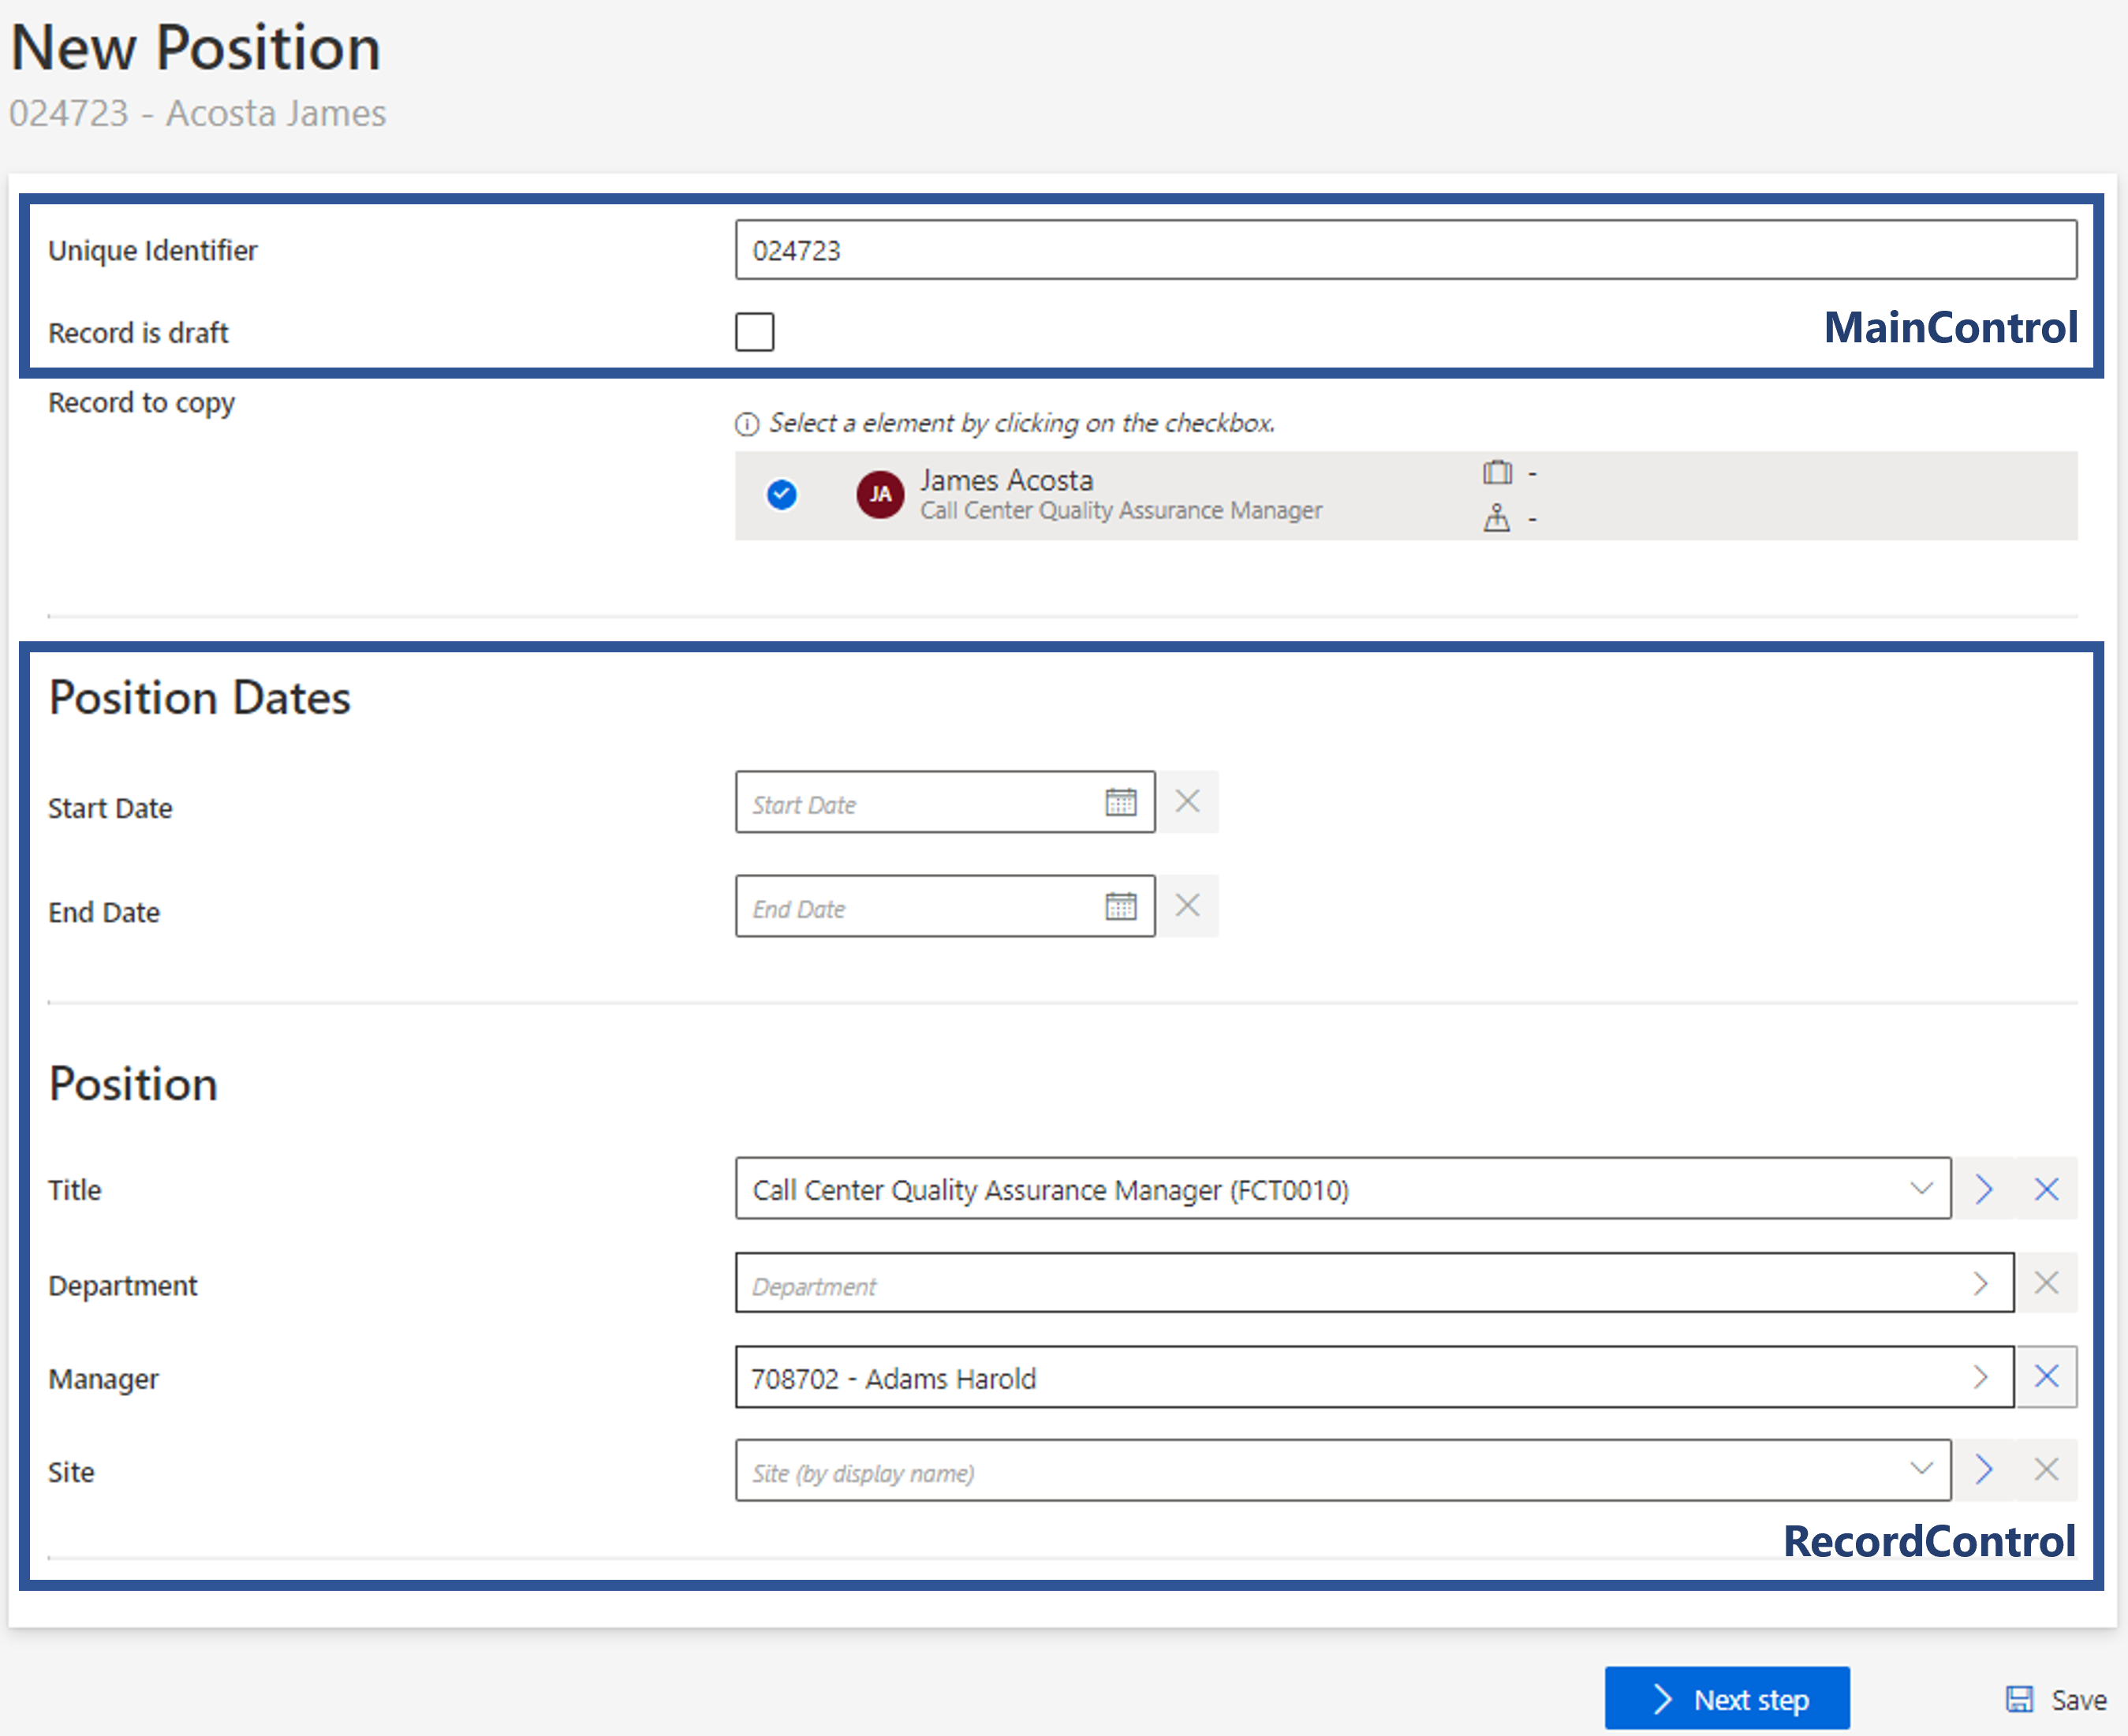 New Position
024723 - Acosta James
Unique Identifier
024723
Record is draft
MainControl
Record to copy
Select a element by clicking on the checkbox.
JA
James Acosta
Call Center Quality Assurance Manager
-
-
Position Dates
Start Date
Start Date
End Date
End Date
Position
Title
Call Center Quality Assurance Manager (FCT0010)
Department
Department
Manager
708702 - Adams Harold
Site
Site (by display name)
RecordControl
Next step
Save